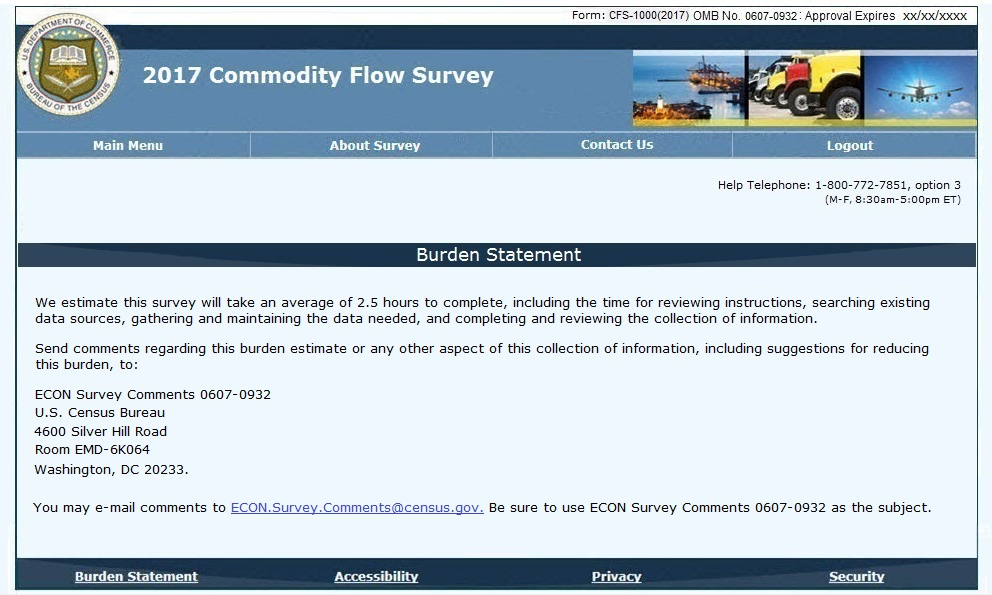 Form: CFS-1000(2017) OMB No. 0607-0932: Approval Expires xx/xx/xxxx
U.S. DEPARTMENT OF COMMERCE
BUREAU OF THE CENSUS
2017 Commodity Flow Survey
Main Menu About Survey Contact Us Logout
Help Telephone: 1-800-772-7851, option 3
(M-F, 8:30am-5:00pm ET)
Burden Statement
We estimate this survey will take an average of 2.5 hours to complete, including the time for reviewing instructions, searching existing
data sources, gathering and maintaining the data needed, and completing and reviewing the collection of information.
Send comments regarding this burden estimate or any other aspect of this collection of information, including suggestions for reducing
this burden, to:
ECON Survey Comments 0607-0932
U.S. Census Bureau
4600 Silver Hill Road
Room EMD-6K064
Washington, DC 20233.
You may e-mail comments to ECON.Survey.Comments@census.gov. Be sure to use ECON Survey Comments 0607-0932 as the subject.
Burden Statement Accessibility Privacy Security